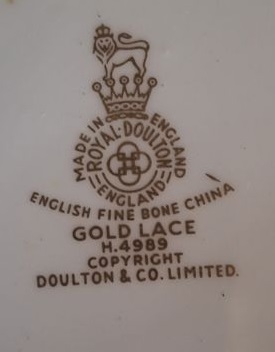 MADE IN ENGLAND
ROYAL·DOULTON
ENGLAND
ENGLISH FINE BONE CHINA
GOLD LACE
H.4989
COPYRIGHT
DOULTON & CO. LIMITED.